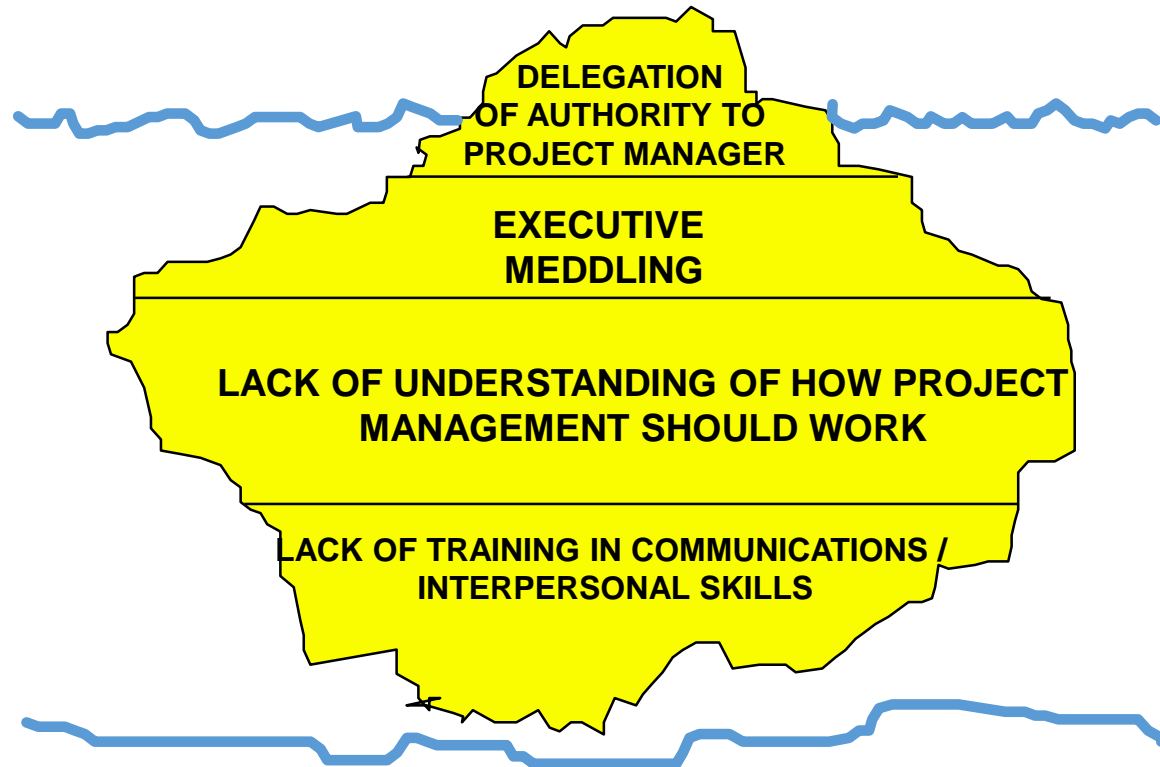 DELEGATION
OF AUTHORITY TO
PROJECT MANAGER
EXECUTIVE
MEDDLING
LACK OF UNDERSTANDING OF HOW PROJECT
MANAGEMENT SHOULD WORK
LACK OF TRAINING IN COMMUNICATIONS /
INTERPERSONAL SKILLS